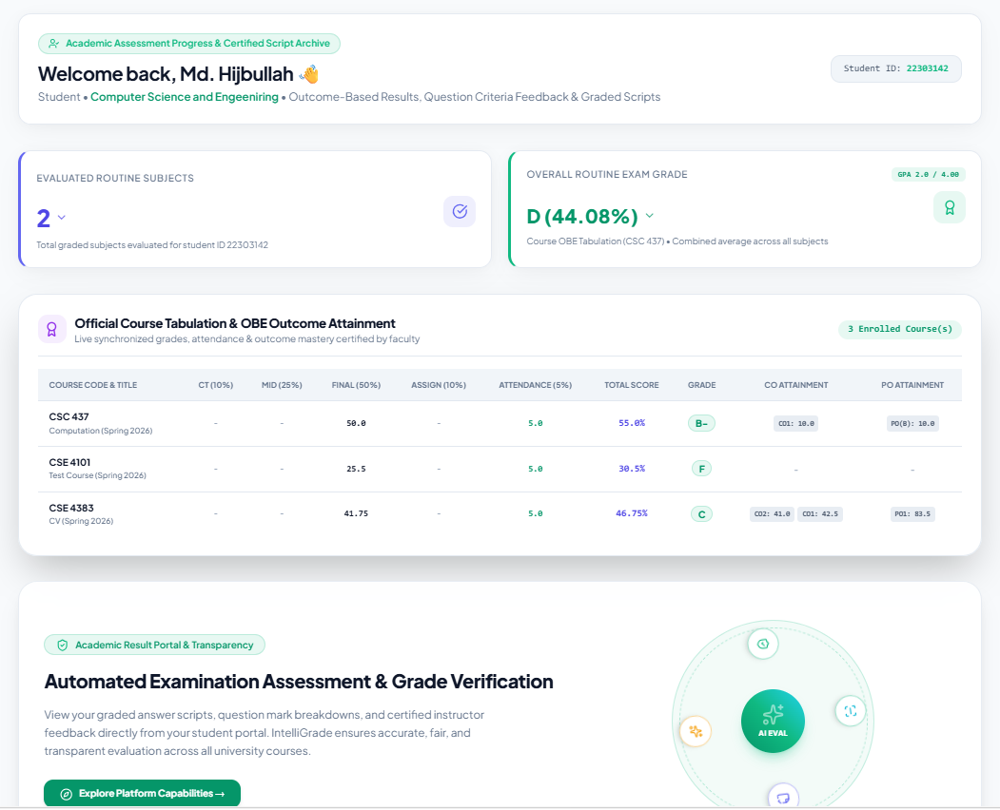 Academic Assessment Progress & Certified Script Archive
Welcome back, Md. Hijbullah 👋
Student • Computer Science and Engeeniring • Outcome-Based Results, Question Criteria Feedback & Graded Scripts
Student ID: 22303142
EVALUATED ROUTINE SUBJECTS
2
Total graded subjects evaluated for student ID 22303142
OVERALL ROUTINE EXAM GRADE
GPA 2.0 / 4.00
D (44.08%)
Course OBE Tabulation (CSC 437) • Combined average across all subjects
Official Course Tabulation & OBE Outcome Attainment
Live synchronized grades, attendance & outcome mastery certified by faculty
3 Enrolled Course(s)
COURSE CODE & TITLE CT (10%) MID (25%) FINAL (50%) ASSIGN (10%) ATTENDANCE (5%) TOTAL SCORE GRADE CO ATTAINMENT PO ATTAINMENT
CSC 437 - - 50.0 - 5.0 55.0% B- CO1: 10.0 PO(B): 10.0
Computation (Spring 2026)
CSE 4101 - - 25.5 - 5.0 30.5% F - -
Test Course (Spring 2026)
CSE 4383 - - 41.75 - 5.0 46.75% C CO2: 41.0 CO1: 42.5 PO1: 83.5
CV (Spring 2026)
Academic Result Portal & Transparency
Automated Examination Assessment & Grade Verification
View your graded answer scripts, question mark breakdowns, and certified instructor
feedback directly from your student portal. IntelliGrade ensures accurate, fair, and
transparent evaluation across all university courses.
Explore Platform Capabilities →
AI EVAL